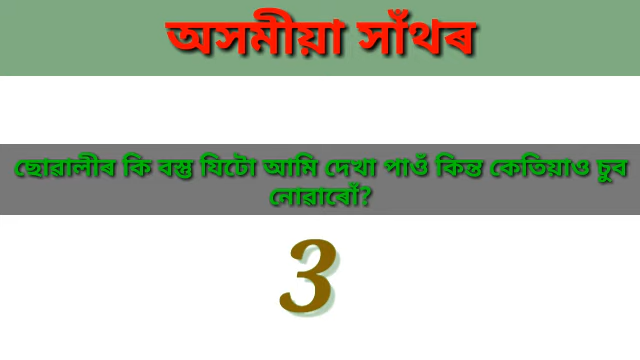 অসমীয়া সাঁথৰ
ছোৱালীৰ কি বস্তু যিটো আমি দেখা পাওঁ কিন্ত কেতিয়াও চুব
নোৱাৰোঁ?
3